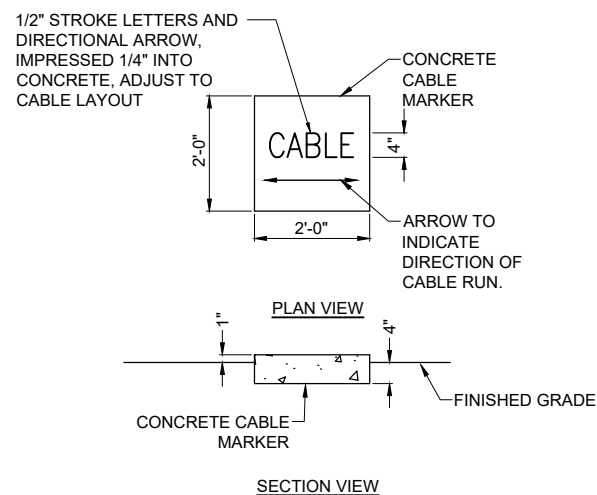 1/2" STROKE LETTERS AND
DIRECTIONAL ARROW,
IMPRESSED 1/4" INTO
CONCRETE, ADJUST TO
CABLE LAYOUT
CONCRETE
CABLE
MARKER
2'-0"
CABLE
4"
2'-0"
ARROW TO
INDICATE
DIRECTION OF
CABLE RUN.
PLAN VIEW
1"
4"
FINISHED GRADE
CONCRETE CABLE
MARKER
SECTION VIEW